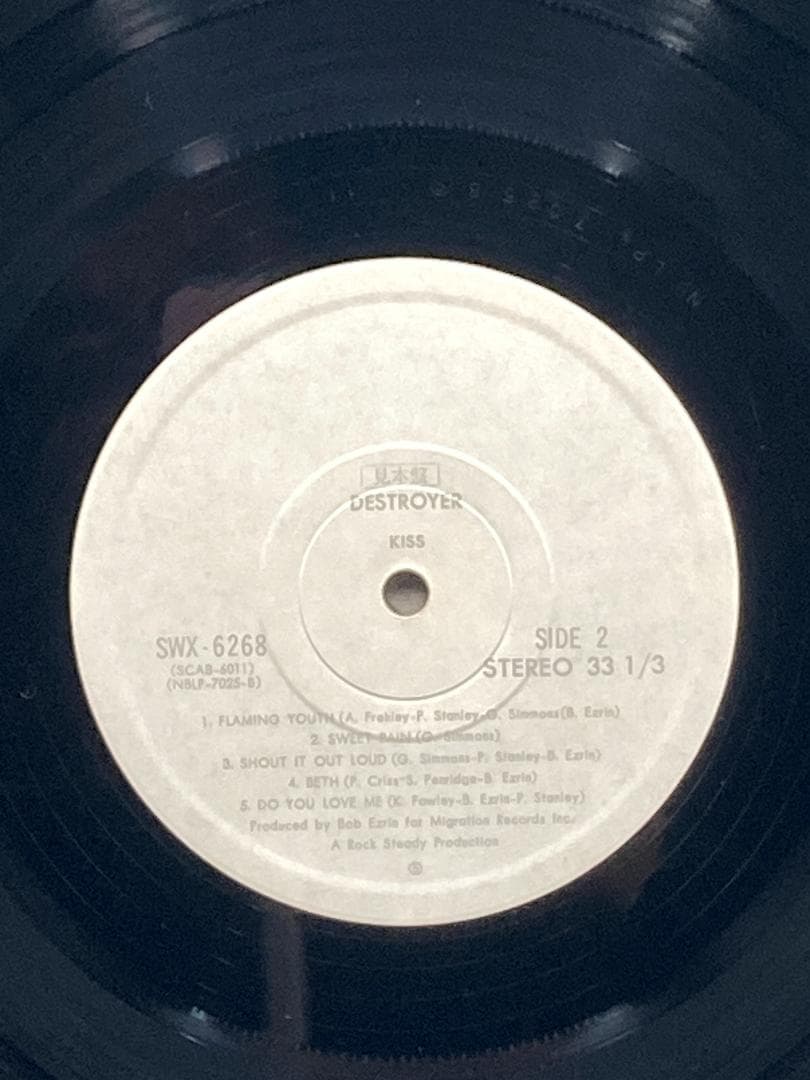 見本盤
DESTROYER
KISS
SWX-6268
(SCAB-6011)
(NBLP-7025-B)
SIDE 2
STEREO 33 1/3
1. FLAMING YOUTH (A. Frehley-P. Stanley-G. Simmons(B. Ezrin)
2. SWEET PAIN (G. Simmons)
3. SHOUT IT OUT LOUD (G. Simmons-P. Stanley-B. Ezrin)
4. BETH (P. Criss-S. Penridge-B. Ezrin)
5. DO YOU LOVE ME (K. Fowley-B. Ezrin-P. Stanley)
Produced by Bob Ezrin for Migration Records Inc.
A Rock Steady Production